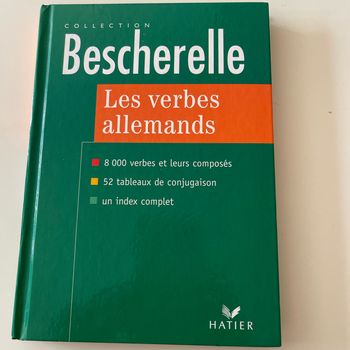 COLLECTION
Bescherelle
Les verbes
allemands
8 000 verbes et leurs composés
52 tableaux de conjugaison
un index complet
HATIER